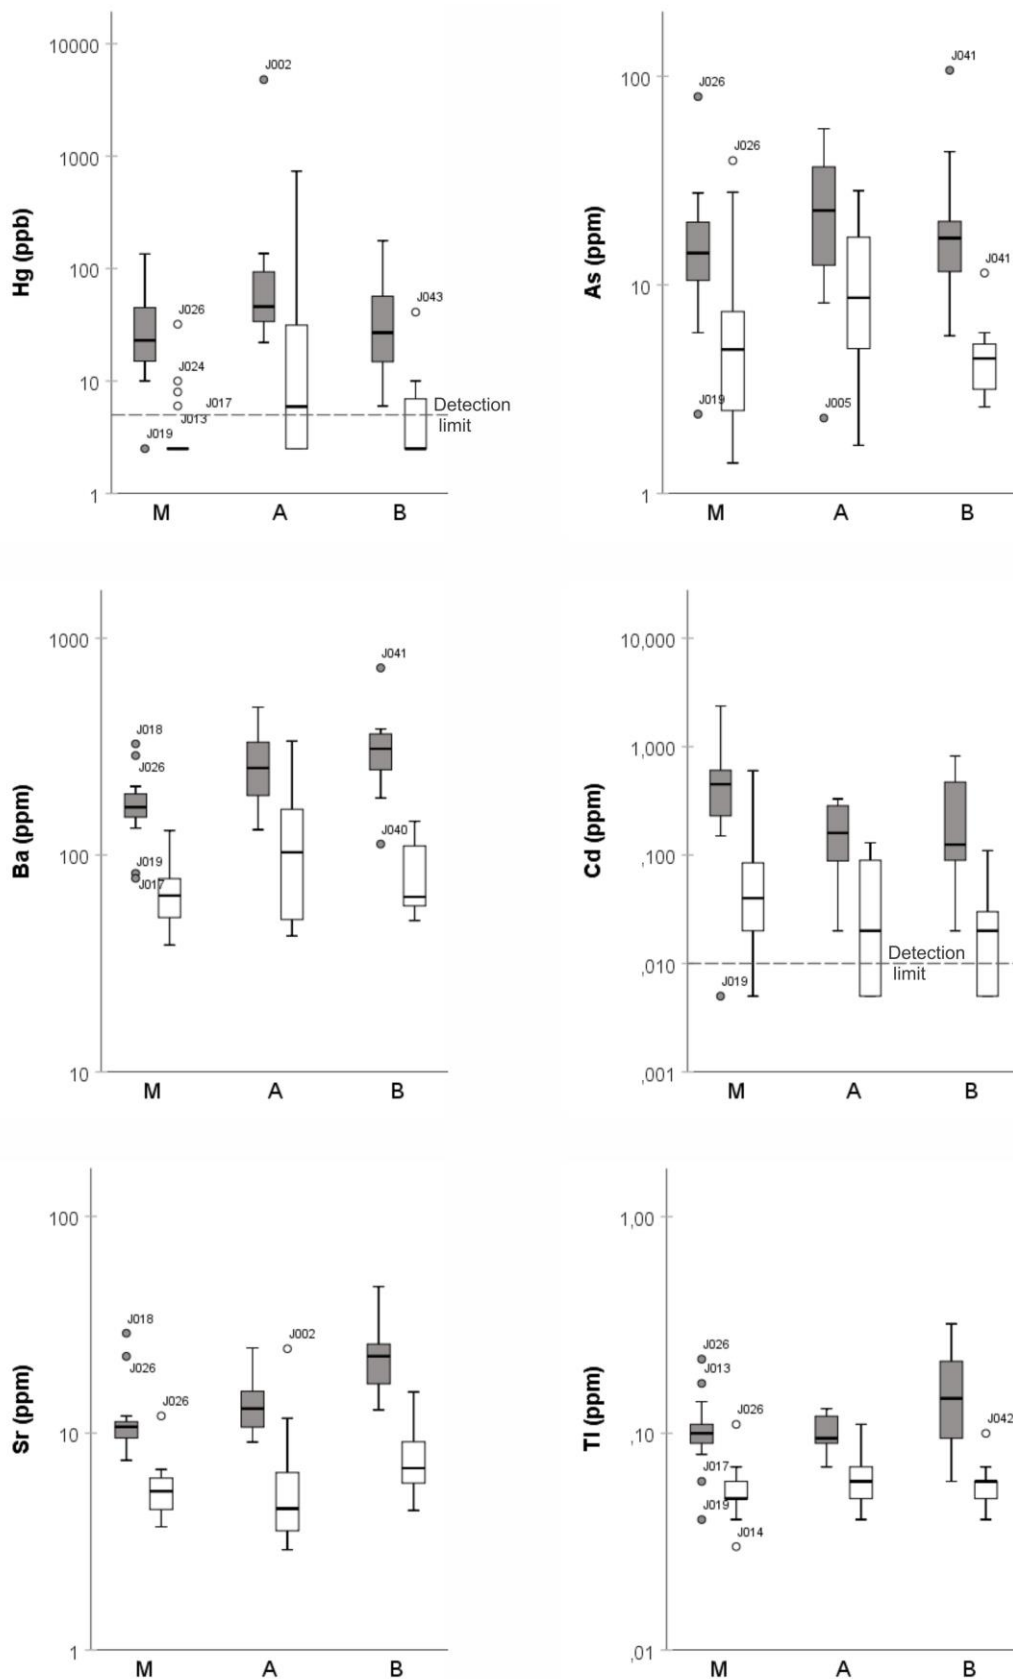 Hg (ppb)
10000
1000
100
10
1
J002
J026
J024
J017
J013
J019
J043
Detection
limit
M A B
As (ppm)
100
10
1
J026
J026
J019
J005
J041
J041
M A B
Ba (ppm)
1000
100
10
J018
J026
J019
J017
J041
J040
M A B
Cd (ppm)
10,000
1,000
,100
,010
,001
J019
Detection
limit
M A B
Sr (ppm)
100
10
1
J018
J026
J026
J002
M A B
Tl (ppm)
1,00
,10
,01
J026
J013
J026
J017
J019
J014
J042
M A B